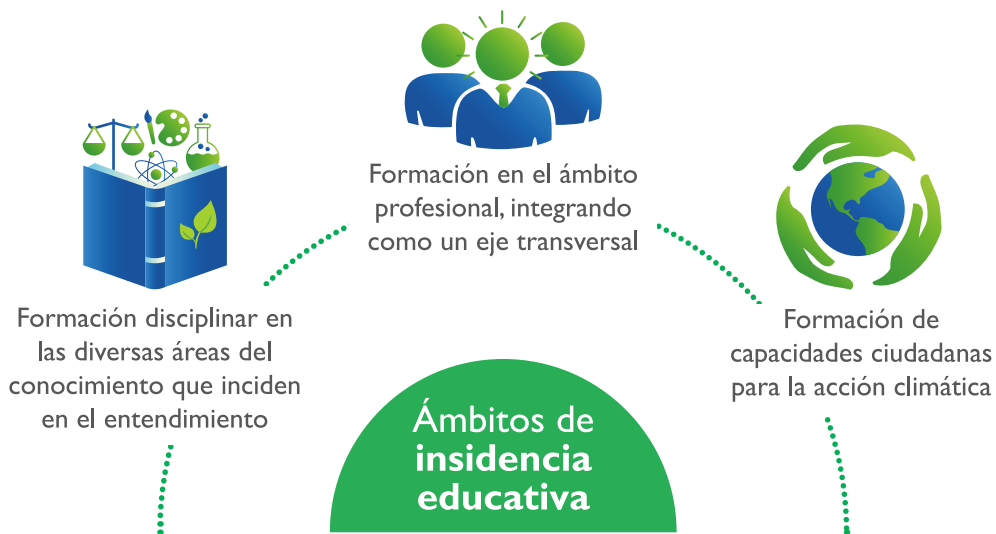 Formación en el ámbito
profesional, integrando
como un eje transversal
Formación disciplinar en
las diversas áreas del
conocimiento que inciden
en el entendimiento
Formación de
capacidades ciudadanas
para la acción climática
Ámbitos de
insidencia
educativa